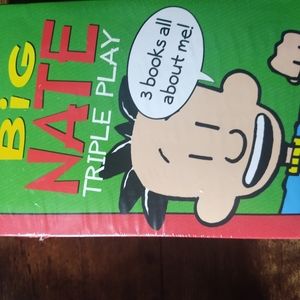 BiG
NATE
TRIPLE PLAY
3 books all
about me!